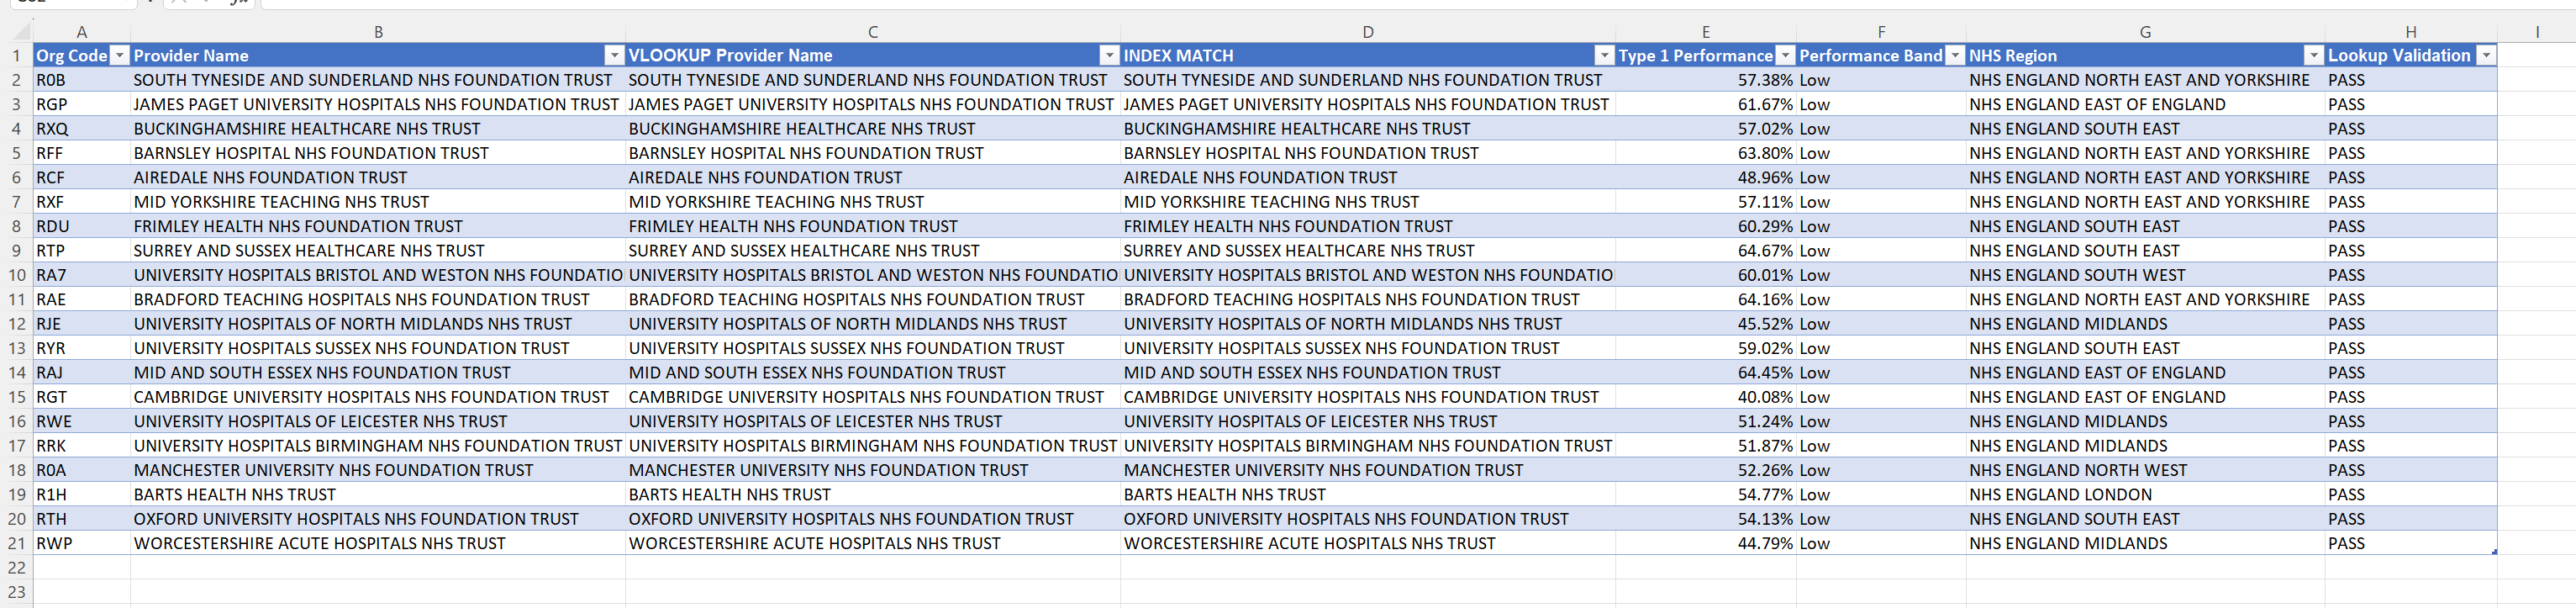 A B C D E F G H I
1 Org Code Provider Name VLOOKUP Provider Name INDEX MATCH Type 1 Performance Performance Band NHS Region Lookup Validation
2 R0B SOUTH TYNESIDE AND SUNDERLAND NHS FOUNDATION TRUST SOUTH TYNESIDE AND SUNDERLAND NHS FOUNDATION TRUST SOUTH TYNESIDE AND SUNDERLAND NHS FOUNDATION TRUST 57.38% Low NHS ENGLAND NORTH EAST AND YORKSHIRE PASS
3 RGP JAMES PAGET UNIVERSITY HOSPITALS NHS FOUNDATION TRUST JAMES PAGET UNIVERSITY HOSPITALS NHS FOUNDATION TRUST JAMES PAGET UNIVERSITY HOSPITALS NHS FOUNDATION TRUST 61.67% Low NHS ENGLAND EAST OF ENGLAND PASS
4 RXQ BUCKINGHAMSHIRE HEALTHCARE NHS TRUST BUCKINGHAMSHIRE HEALTHCARE NHS TRUST BUCKINGHAMSHIRE HEALTHCARE NHS TRUST 57.02% Low NHS ENGLAND SOUTH EAST PASS
5 RFF BARNSLEY HOSPITAL NHS FOUNDATION TRUST BARNSLEY HOSPITAL NHS FOUNDATION TRUST BARNSLEY HOSPITAL NHS FOUNDATION TRUST 63.80% Low NHS ENGLAND NORTH EAST AND YORKSHIRE PASS
6 RCF AIREDALE NHS FOUNDATION TRUST AIREDALE NHS FOUNDATION TRUST AIREDALE NHS FOUNDATION TRUST 48.96% Low NHS ENGLAND NORTH EAST AND YORKSHIRE PASS
7 RXF MID YORKSHIRE TEACHING NHS TRUST MID YORKSHIRE TEACHING NHS TRUST MID YORKSHIRE TEACHING NHS TRUST 57.11% Low NHS ENGLAND NORTH EAST AND YORKSHIRE PASS
8 RDU FRIMLEY HEALTH NHS FOUNDATION TRUST FRIMLEY HEALTH NHS FOUNDATION TRUST FRIMLEY HEALTH NHS FOUNDATION TRUST 60.29% Low NHS ENGLAND SOUTH EAST PASS
9 RTP SURREY AND SUSSEX HEALTHCARE NHS TRUST SURREY AND SUSSEX HEALTHCARE NHS TRUST SURREY AND SUSSEX HEALTHCARE NHS TRUST 64.67% Low NHS ENGLAND SOUTH EAST PASS
10 RA7 UNIVERSITY HOSPITALS BRISTOL AND WESTON NHS FOUNDATIO UNIVERSITY HOSPITALS BRISTOL AND WESTON NHS FOUNDATIO UNIVERSITY HOSPITALS BRISTOL AND WESTON NHS FOUNDATIO 60.01% Low NHS ENGLAND SOUTH WEST PASS
11 RAE BRADFORD TEACHING HOSPITALS NHS FOUNDATION TRUST BRADFORD TEACHING HOSPITALS NHS FOUNDATION TRUST BRADFORD TEACHING HOSPITALS NHS FOUNDATION TRUST 64.16% Low NHS ENGLAND NORTH EAST AND YORKSHIRE PASS
12 RJE UNIVERSITY HOSPITALS OF NORTH MIDLANDS NHS TRUST UNIVERSITY HOSPITALS OF NORTH MIDLANDS NHS TRUST UNIVERSITY HOSPITALS OF NORTH MIDLANDS NHS TRUST 45.52% Low NHS ENGLAND MIDLANDS PASS
13 RYR UNIVERSITY HOSPITALS SUSSEX NHS FOUNDATION TRUST UNIVERSITY HOSPITALS SUSSEX NHS FOUNDATION TRUST UNIVERSITY HOSPITALS SUSSEX NHS FOUNDATION TRUST 59.02% Low NHS ENGLAND SOUTH EAST PASS
14 RAJ MID AND SOUTH ESSEX NHS FOUNDATION TRUST MID AND SOUTH ESSEX NHS FOUNDATION TRUST MID AND SOUTH ESSEX NHS FOUNDATION TRUST 64.45% Low NHS ENGLAND EAST OF ENGLAND PASS
15 RGT CAMBRIDGE UNIVERSITY HOSPITALS NHS FOUNDATION TRUST CAMBRIDGE UNIVERSITY HOSPITALS NHS FOUNDATION TRUST CAMBRIDGE UNIVERSITY HOSPITALS NHS FOUNDATION TRUST 40.08% Low NHS ENGLAND EAST OF ENGLAND PASS
16 RWE UNIVERSITY HOSPITALS OF LEICESTER NHS TRUST UNIVERSITY HOSPITALS OF LEICESTER NHS TRUST UNIVERSITY HOSPITALS OF LEICESTER NHS TRUST 51.24% Low NHS ENGLAND MIDLANDS PASS
17 RRK UNIVERSITY HOSPITALS BIRMINGHAM NHS FOUNDATION TRUST UNIVERSITY HOSPITALS BIRMINGHAM NHS FOUNDATION TRUST UNIVERSITY HOSPITALS BIRMINGHAM NHS FOUNDATION TRUST 51.87% Low NHS ENGLAND MIDLANDS PASS
18 R0A MANCHESTER UNIVERSITY NHS FOUNDATION TRUST MANCHESTER UNIVERSITY NHS FOUNDATION TRUST MANCHESTER UNIVERSITY NHS FOUNDATION TRUST 52.26% Low NHS ENGLAND NORTH WEST PASS
19 R1H BARTS HEALTH NHS TRUST BARTS HEALTH NHS TRUST BARTS HEALTH NHS TRUST 54.77% Low NHS ENGLAND LONDON PASS
20 RTH OXFORD UNIVERSITY HOSPITALS NHS FOUNDATION TRUST OXFORD UNIVERSITY HOSPITALS NHS FOUNDATION TRUST OXFORD UNIVERSITY HOSPITALS NHS FOUNDATION TRUST 54.13% Low NHS ENGLAND SOUTH EAST PASS
21 RWP WORCESTERSHIRE ACUTE HOSPITALS NHS TRUST WORCESTERSHIRE ACUTE HOSPITALS NHS TRUST WORCESTERSHIRE ACUTE HOSPITALS NHS TRUST 44.79% Low NHS ENGLAND MIDLANDS PASS
22
23